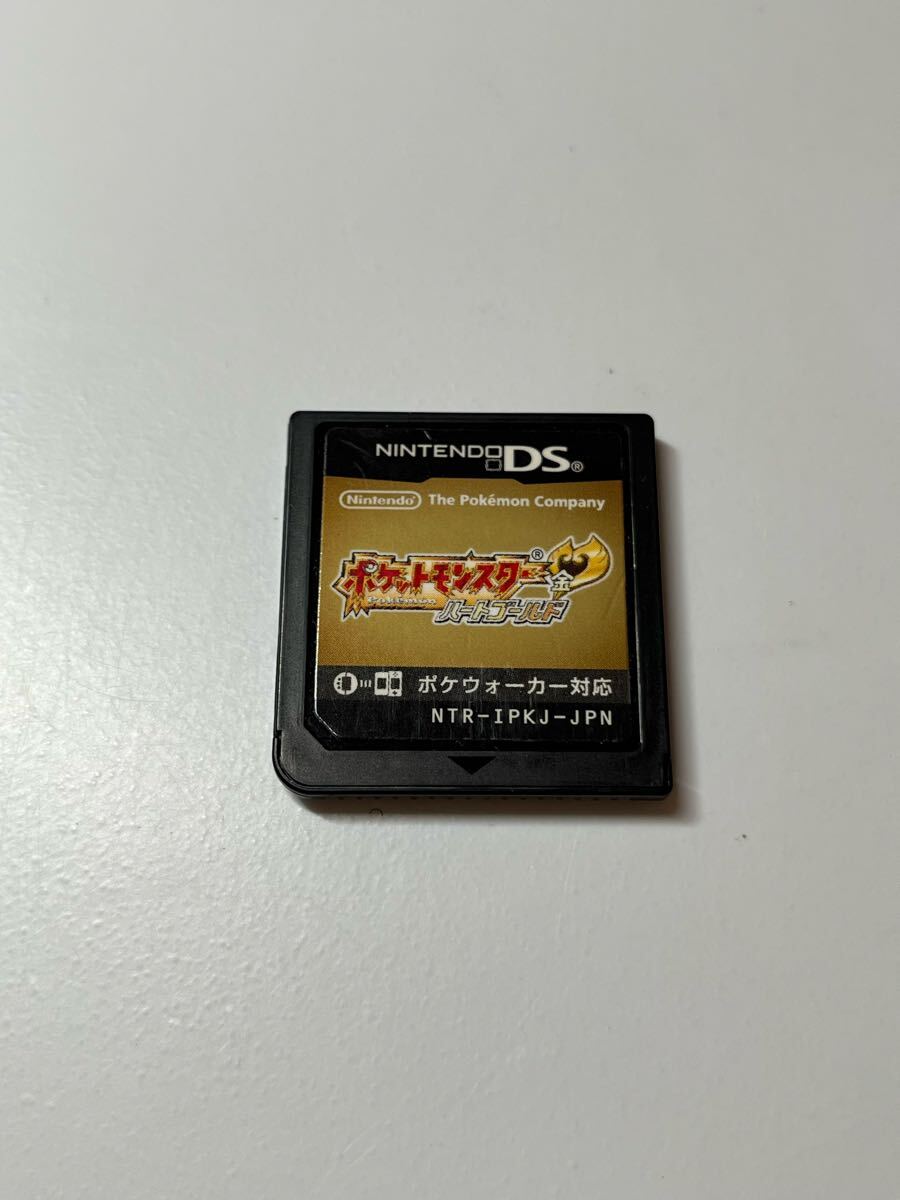 NINTENDO DS®
Nintendo® The Pokémon Company
ポケットモンスター®
金
ハートゴールド
ポケウォーカー対応
NTR-IPKJ-JPN